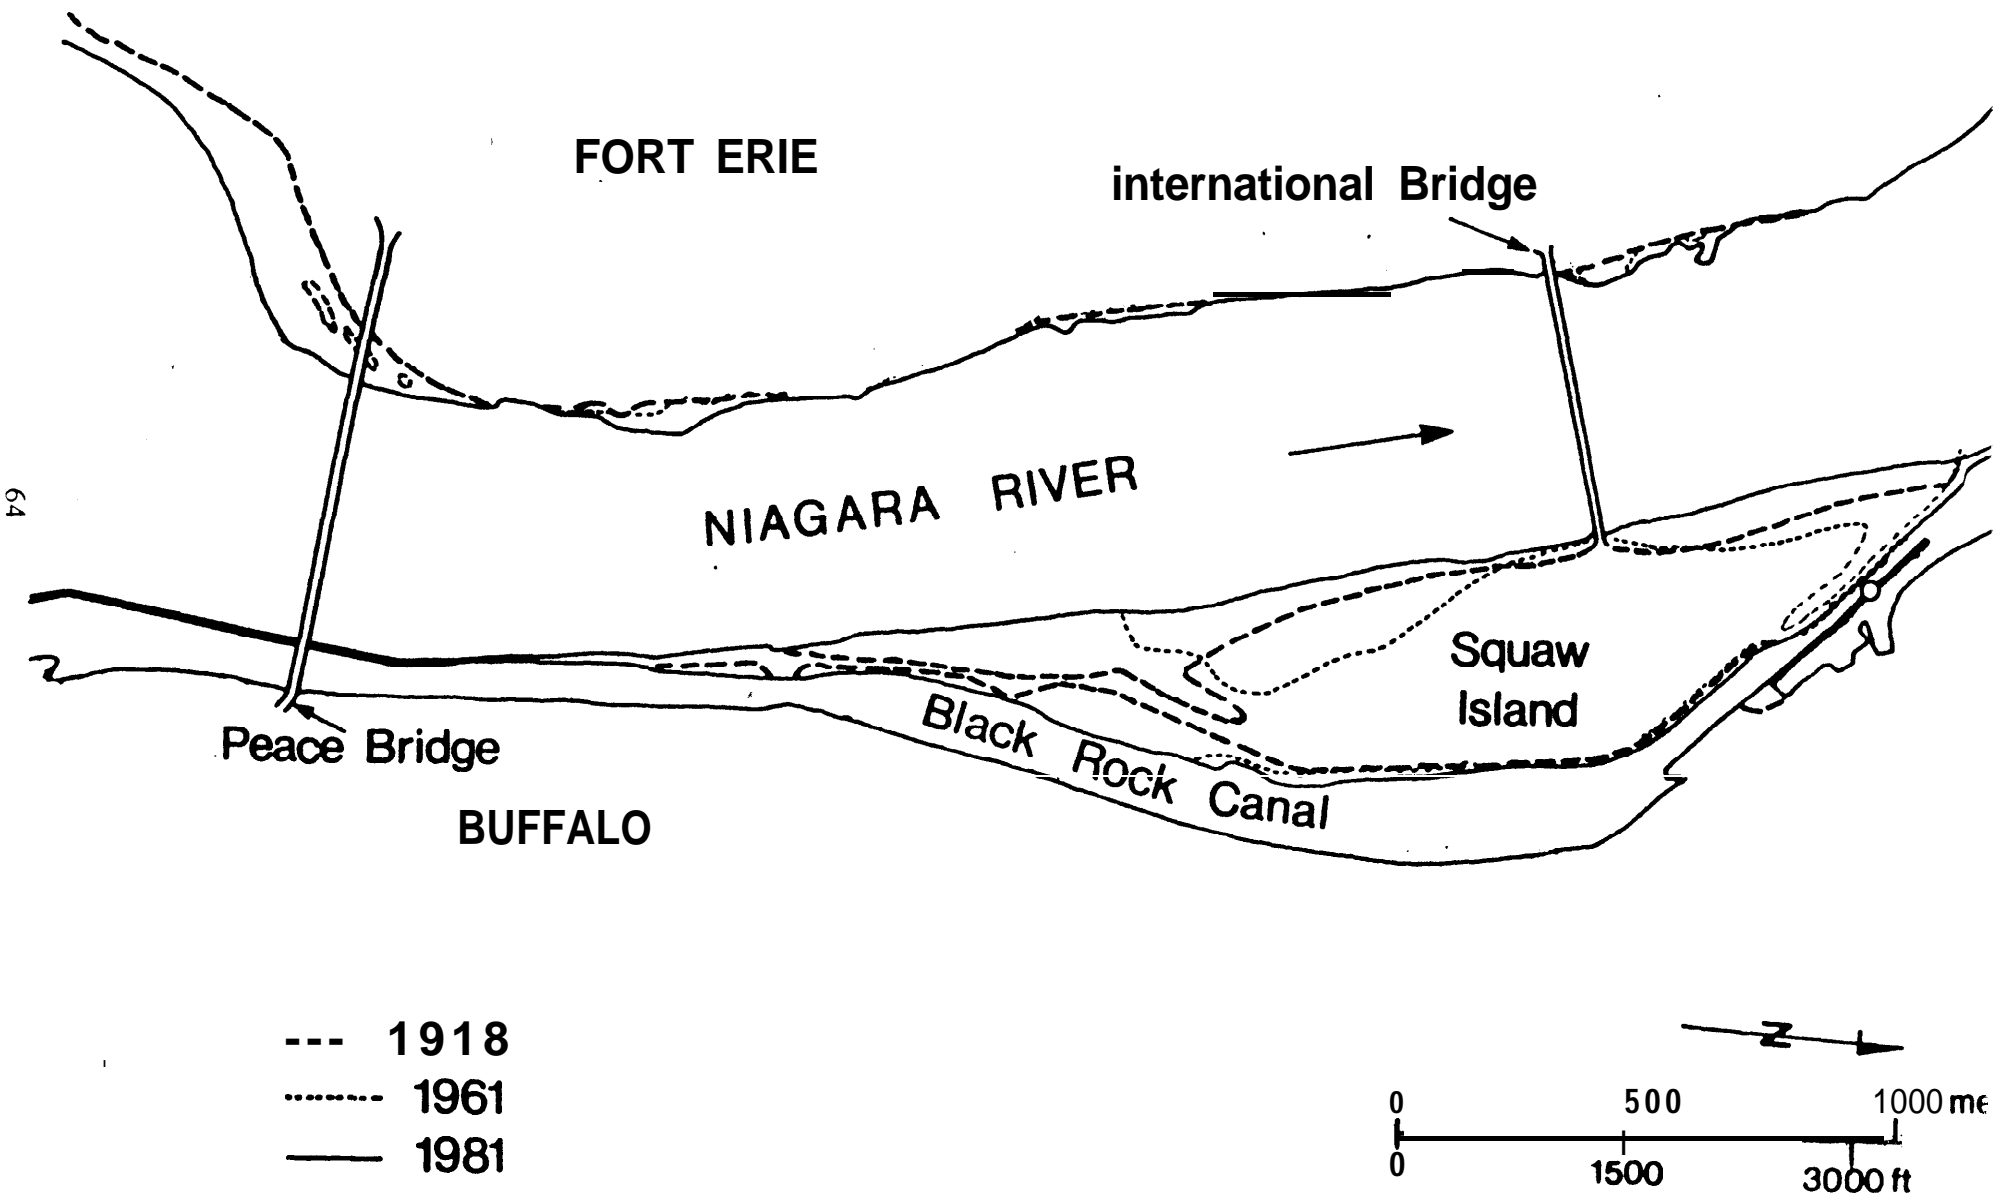 FORT ERIE
international Bridge
NIAGARA RIVER
64
Squaw
Island
Black Rock Canal
Peace Bridge
BUFFALO
--- 1918
1961
1981
N
0 500 1000 me
0 1500 3000 ft